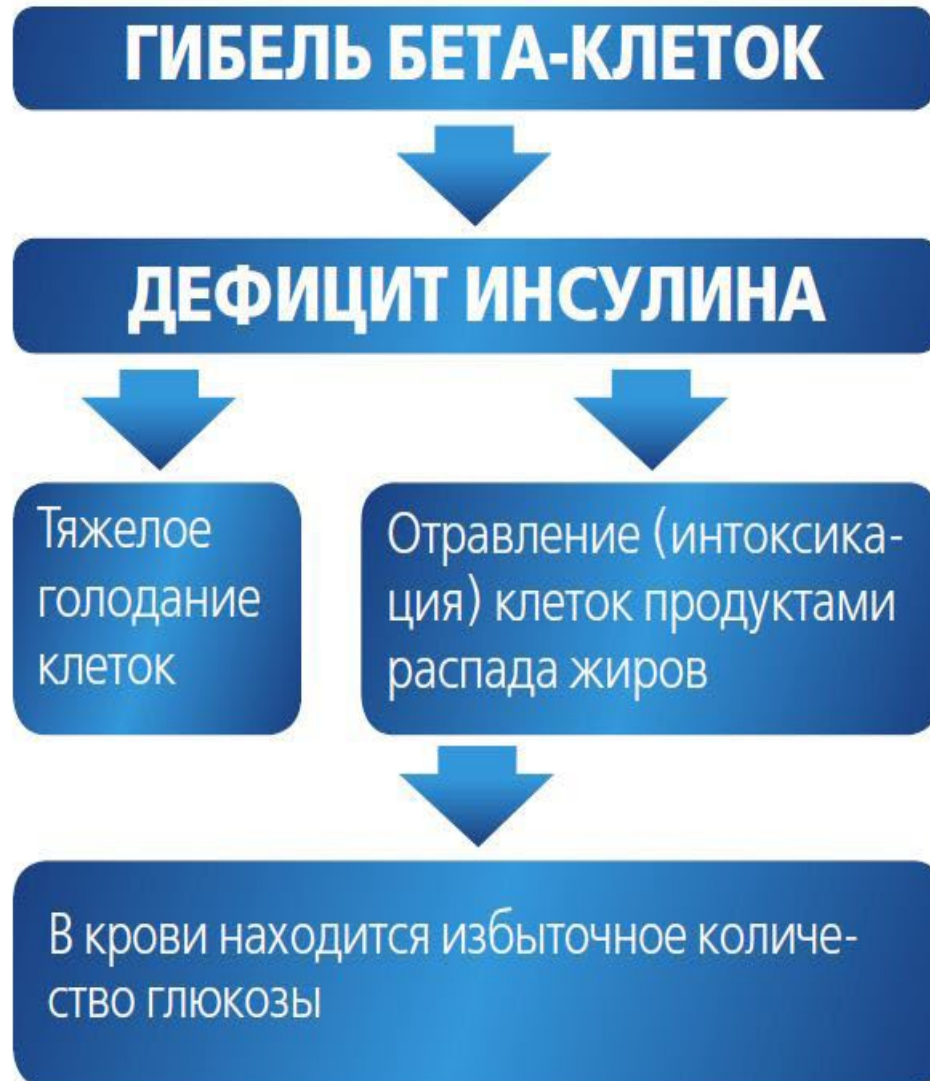 ГИБЕЛЬ БЕТА-КЛЕТОК
ДЕФИЦИТ ИНСУЛИНА
Тяжелое
голодание
клеток
Отравление (интоксика-
ция) клеток продуктами
распада жиров
В крови находится избыточное количе-
ство глюкозы